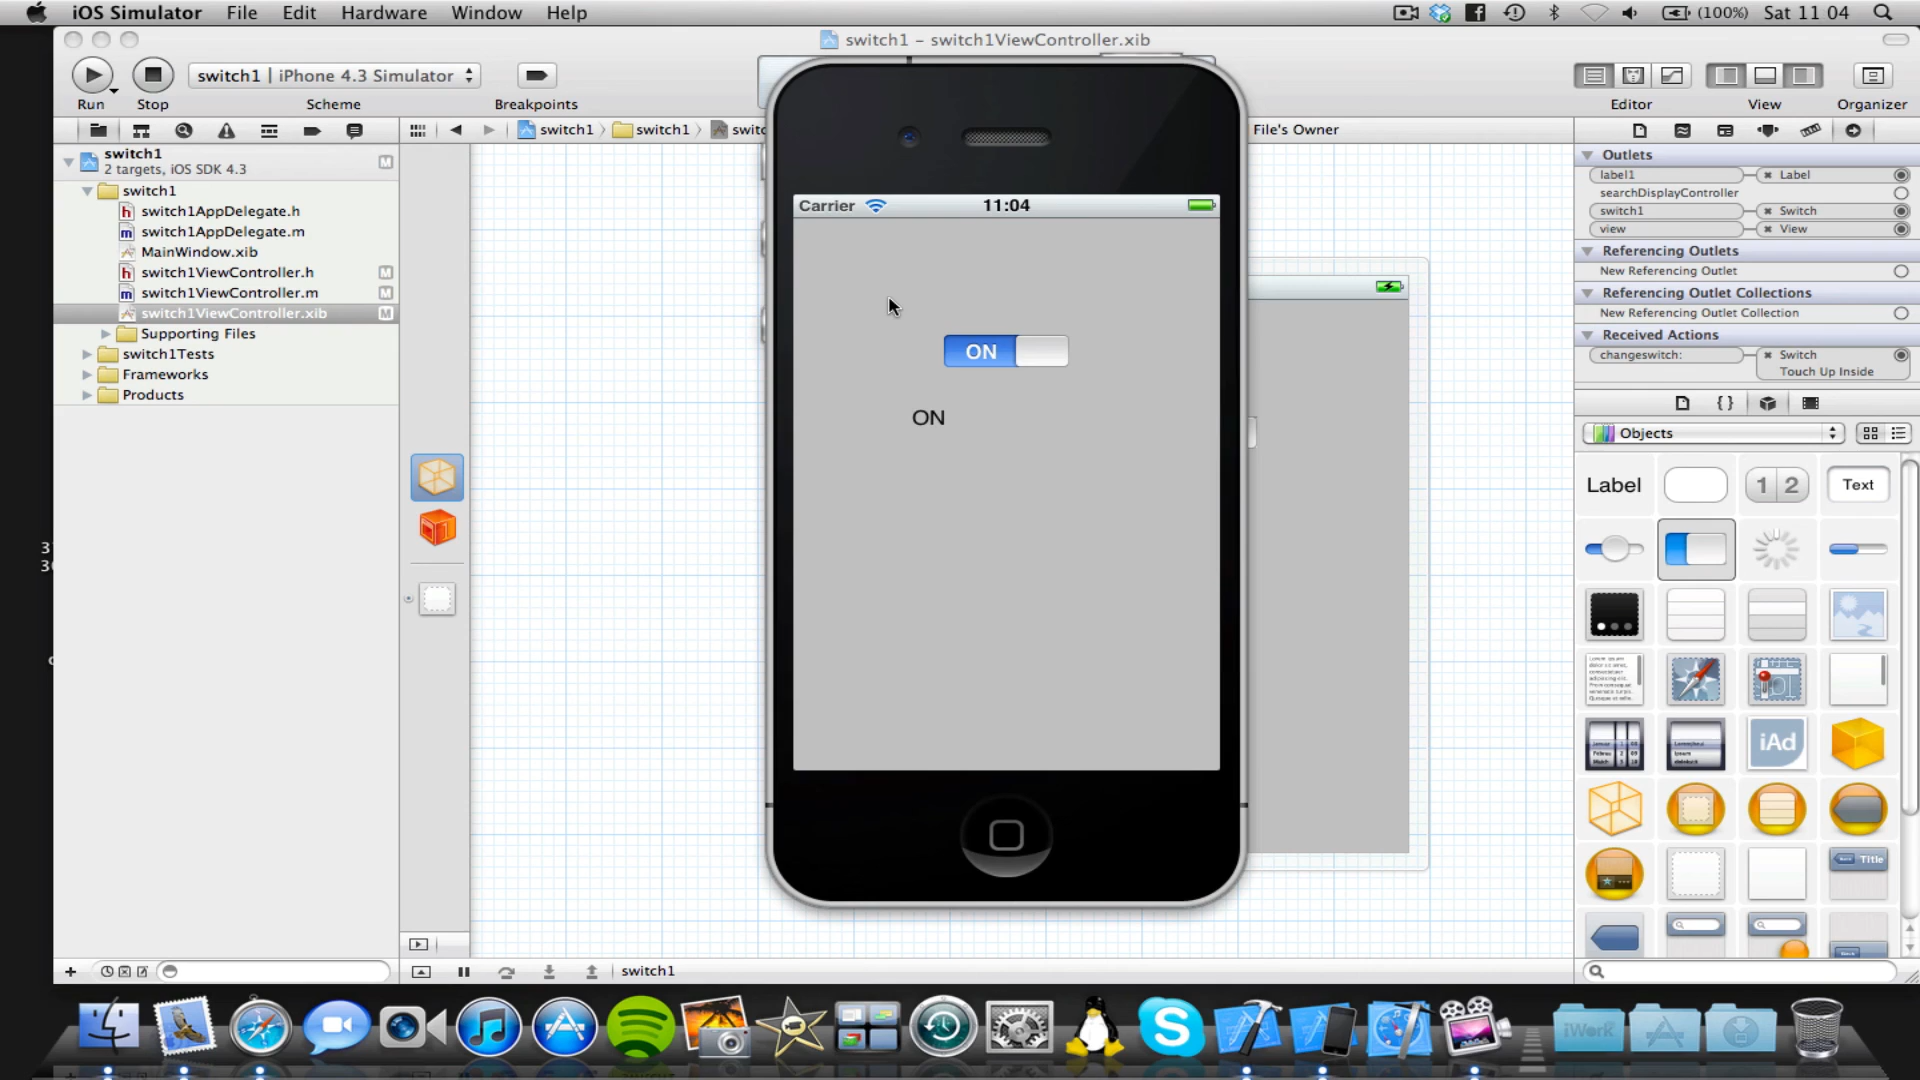 iOS Simulator File Edit Hardware Window Help (100%) Sat 11 04
switch1 – switch1ViewController.xib
switch1 | iPhone 4.3 Simulator
Run Stop Scheme Breakpoints Editor View Organizer
switch1 switch1 switc File's Owner
switch1
2 targets, iOS SDK 4.3
M
switch1
switch1AppDelegate.h
switch1AppDelegate.m
MainWindow.xib
switch1ViewController.h M
switch1ViewController.m M
switch1ViewController.xib M
Supporting Files
switch1Tests
Frameworks
Products
Carrier 11:04
ON
ON
Outlets
label1 Label
searchDisplayController
switch1 Switch
view View
Referencing Outlets
New Referencing Outlet
Referencing Outlet Collections
New Referencing Outlet Collection
Received Actions
changeswitch: Switch
Touch Up Inside
Objects
Label 1 2 Text
iAd
Title
switch1
iWork